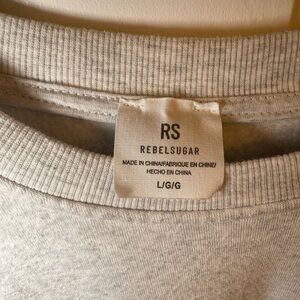 RS
REBELSUGAR
MADE IN CHINA/FABRIQUE EN CHINE/
HECHO EN CHINA
L/G/G